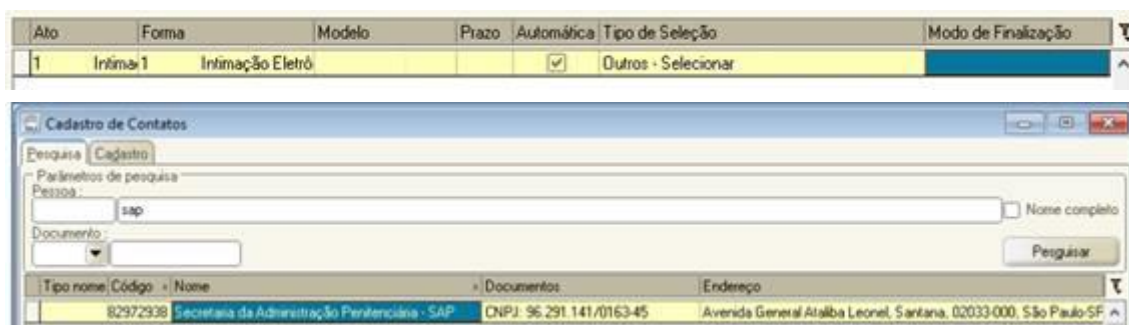 Ato Forma Modelo Prazo Automática Tipo de Seleção Modo de Finalização
1 Intima 1 Intimação Eletrô Outros - Selecionar
Cadastro de Contatos
Pesquisa Cadastro
Parâmetros de pesquisa
Pessoa :
sap Nome completo
Documento :
Pesquisar
Tipo nome Código Nome Documentos Endereço
82972938 Secretaria da Administração Penitenciária - SAP CNPJ: 96.291.141/0163-45 Avenida General Ataliba Leonel, Santana, 02033-000, São Paulo-SF